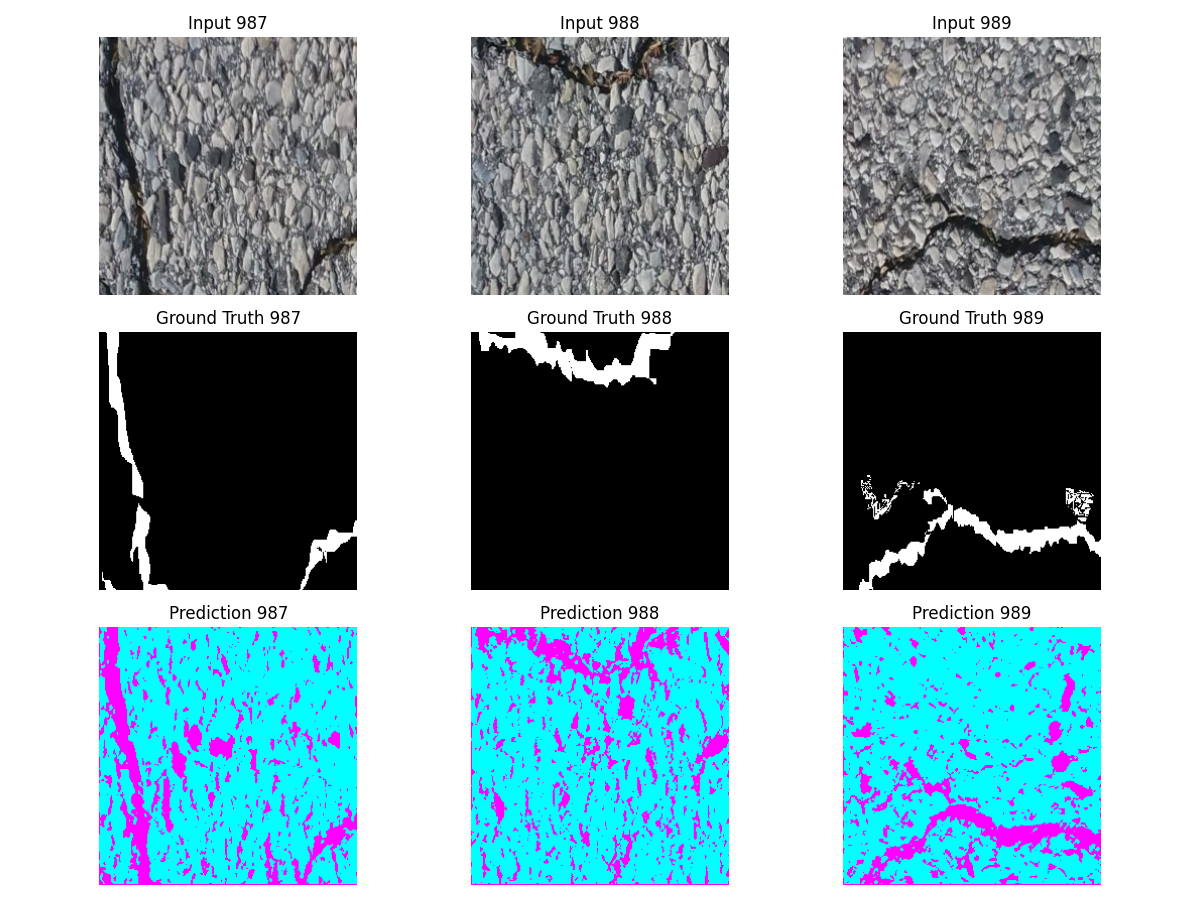 Input 987
Input 988
Input 989
Ground Truth 987
Ground Truth 988
Ground Truth 989
Prediction 987
Prediction 988
Prediction 989